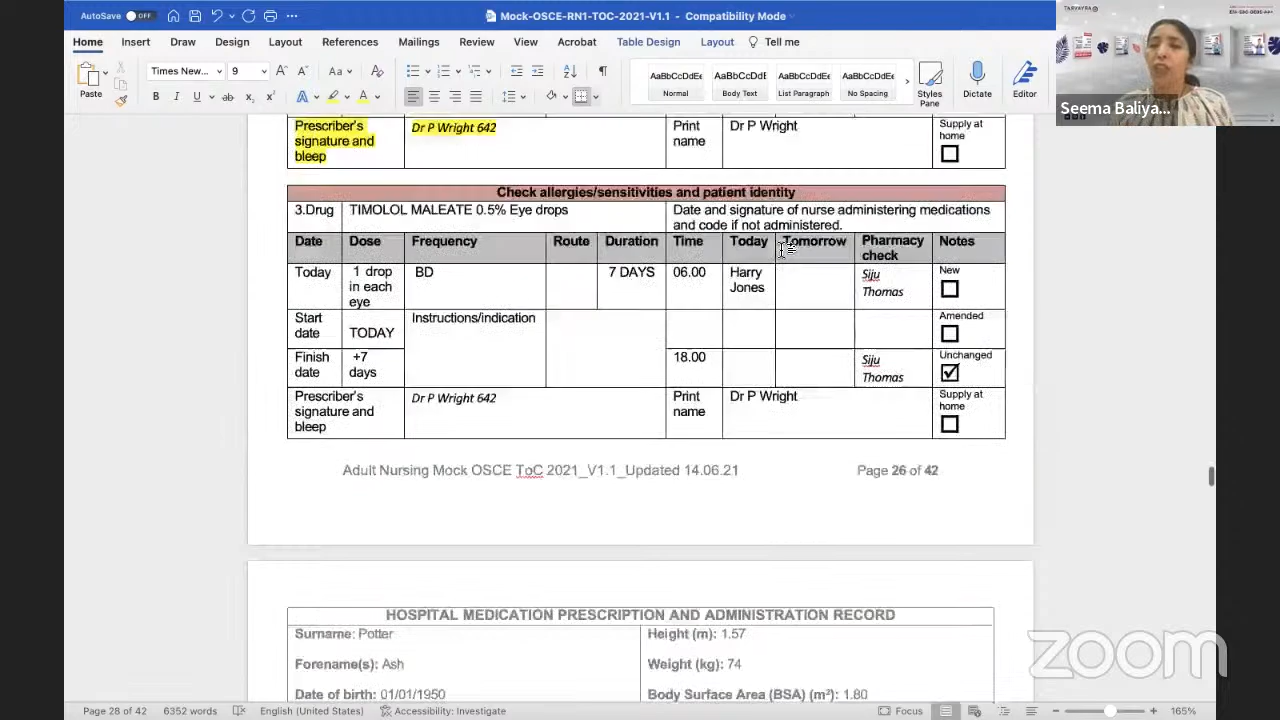 AutoSave OFF
Mock-OSCE-RN1-TOC-2021-V1.1 - Compatibility Mode
Home Insert Draw Design Layout References Mailings Review View Acrobat Table Design Layout Tell me
Paste
Times New... 9
Aa
B I U ab x₂ x² A A
AaBbCcDdEe Normal
AaBbCcDdE Body Text
AaBbCcDdEe List Paragraph
AaBbCcDdEe No Spacing
Styles Pane
Dictate
Editor
Seema Baliya...
Prescriber's signature and bleep
Dr P Wright 642
Print name
Dr P Wright
Supply at home
Check allergies/sensitivities and patient identity
3.Drug
TIMOLOL MALEATE 0.5% Eye drops
Date and signature of nurse administering medications and code if not administered.
Date Dose Frequency Route Duration Time Today Tomorrow Pharmacy check Notes
Today
1 drop in each eye
BD
7 DAYS
06.00
Harry Jones
Siju Thomas
New
Start date
TODAY
Instructions/indication
Amended
Finish date
+7 days
18.00
Siju Thomas
Unchanged
Prescriber's signature and bleep
Dr P Wright 642
Print name
Dr P Wright
Supply at home
Adult Nursing Mock OSCE ToC 2021_V1.1_Updated 14.06.21
Page 26 of 42
HOSPITAL MEDICATION PRESCRIPTION AND ADMINISTRATION RECORD
Surname: Potter
Height (m): 1.57
Forename(s): Ash
Weight (kg): 74
Date of birth: 01/01/1950
Body Surface Area (BSA) (m²): 1.80
zoom
Page 28 of 42 6352 words English (United States) Accessibility: Investigate Focus 165%